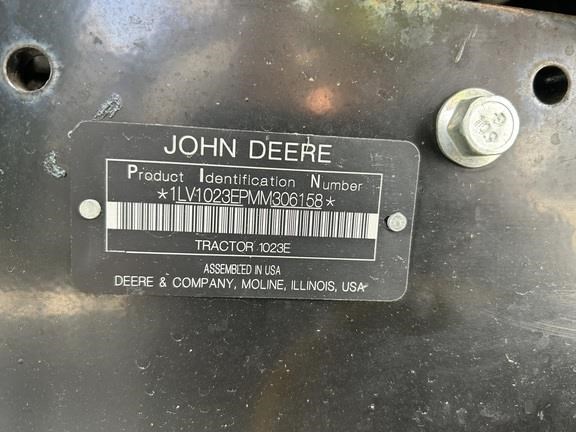 JOHN DEERE
Product Identification Number
*1LV1023EPMM306158*
TRACTOR 1023E
ASSEMBLED IN USA
DEERE & COMPANY, MOLINE, ILLINOIS, USA